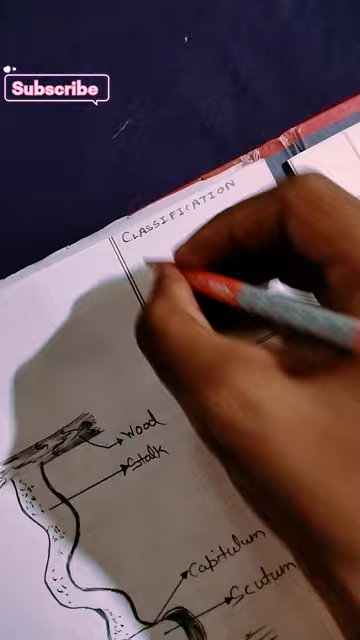 Subscribe
CLASSIFICATION
Wood
Stalk
Capitulum
Scutum